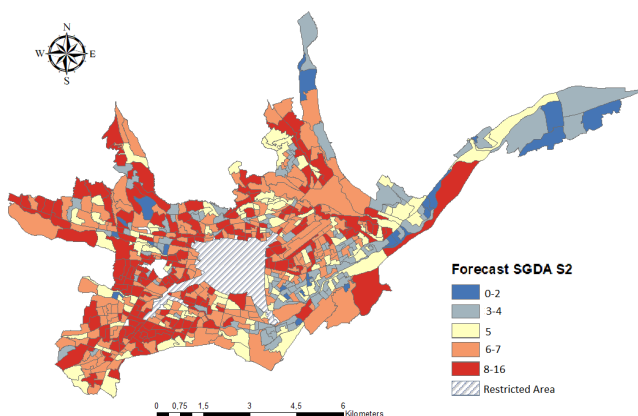 N
W E
S
Forecast SGDA S2
0-2
3-4
5
6-7
8-16
Restricted Area
0 0,75 1,5 3 4,5 6
Kilometers